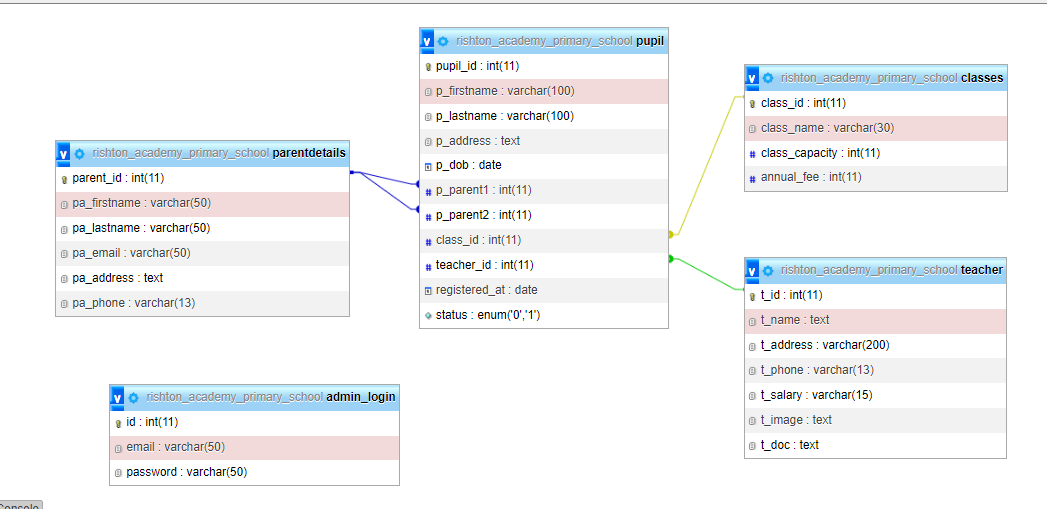 rishton_academy_primary_school parentdetails
parent_id : int(11)
pa_firstname : varchar(50)
pa_lastname : varchar(50)
pa_email : varchar(50)
pa_address : text
pa_phone : varchar(13)
rishton_academy_primary_school pupil
pupil_id : int(11)
p_firstname : varchar(100)
p_lastname : varchar(100)
p_address : text
p_dob : date
p_parent1 : int(11)
p_parent2 : int(11)
class_id : int(11)
teacher_id : int(11)
registered_at : date
status : enum('0','1')
rishton_academy_primary_school classes
class_id : int(11)
class_name : varchar(30)
class_capacity : int(11)
annual_fee : int(11)
rishton_academy_primary_school teacher
t_id : int(11)
t_name : text
t_address : varchar(200)
t_phone : varchar(13)
t_salary : varchar(15)
t_image : text
t_doc : text
rishton_academy_primary_school admin_login
id : int(11)
email : varchar(50)
password : varchar(50)
Console